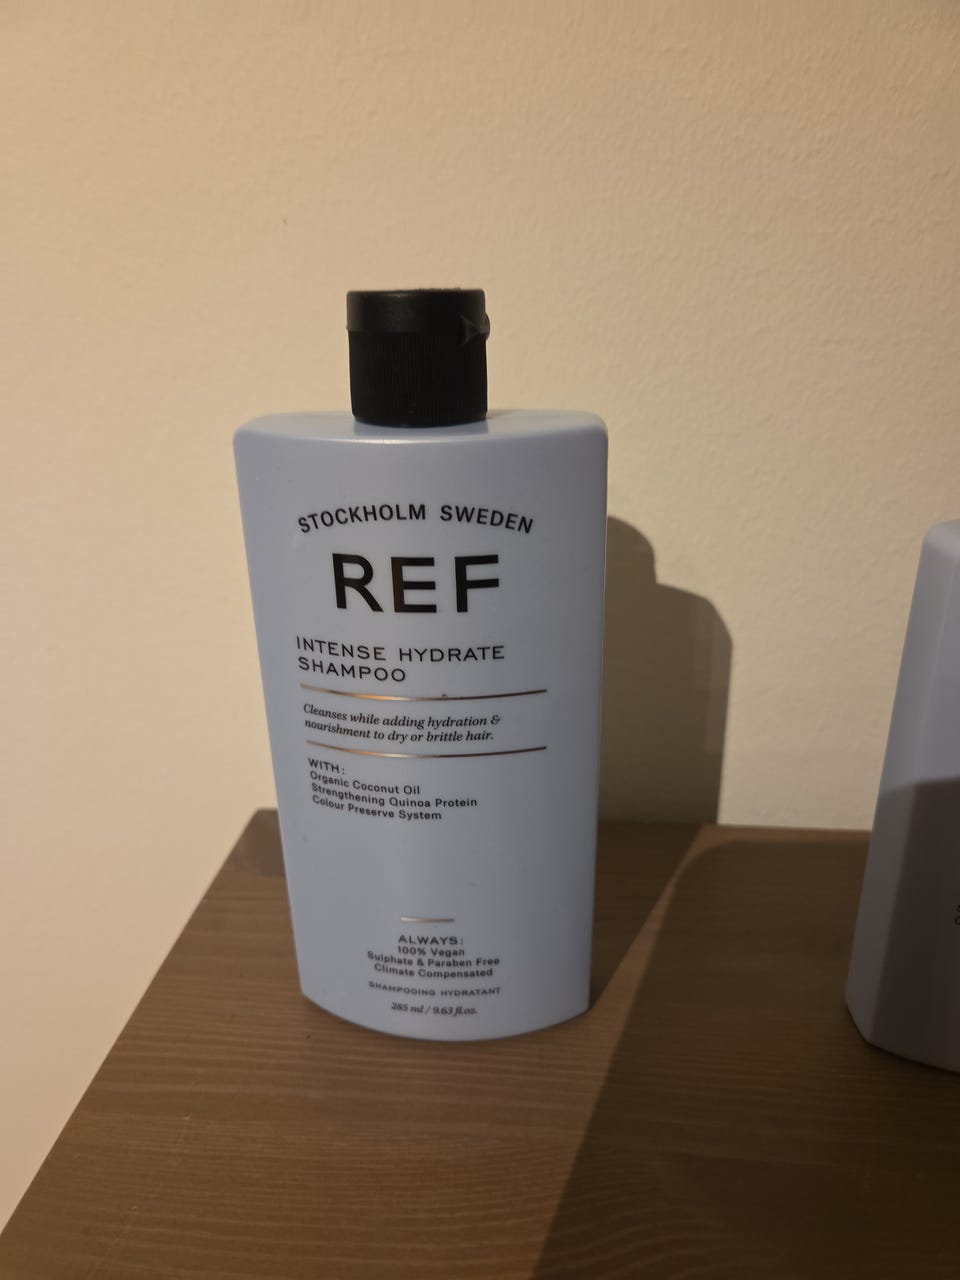 STOCKHOLM SWEDEN
REF
INTENSE HYDRATE
SHAMPOO
Cleanses while adding hydration &
nourishment to dry or brittle hair.
WITH:
Organic Coconut Oil
Strengthening Quinoa Protein
Colour Preserve System
ALWAYS:
100% Vegan
Sulphate & Paraben Free
Climate Compensated
SHAMPOOING HYDRATANT
285 ml / 9.63 fl.oz.